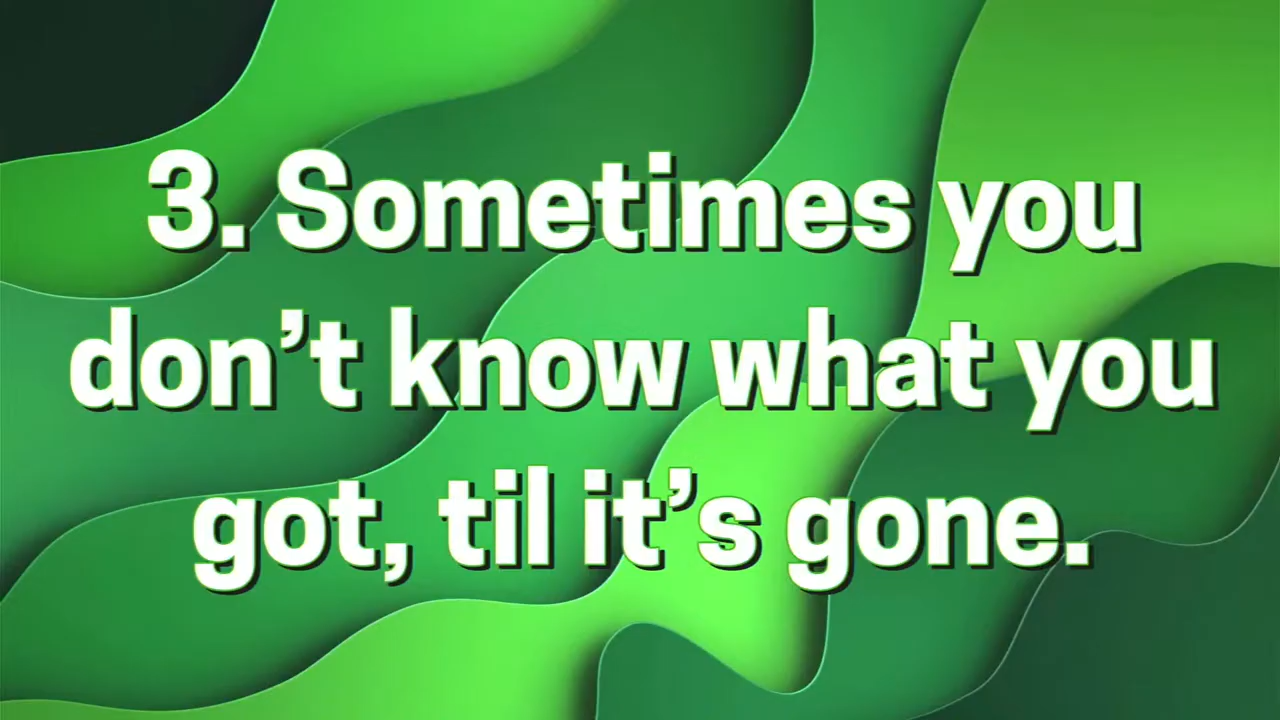 3. Sometimes you
don’t know what you
got, til it’s gone.